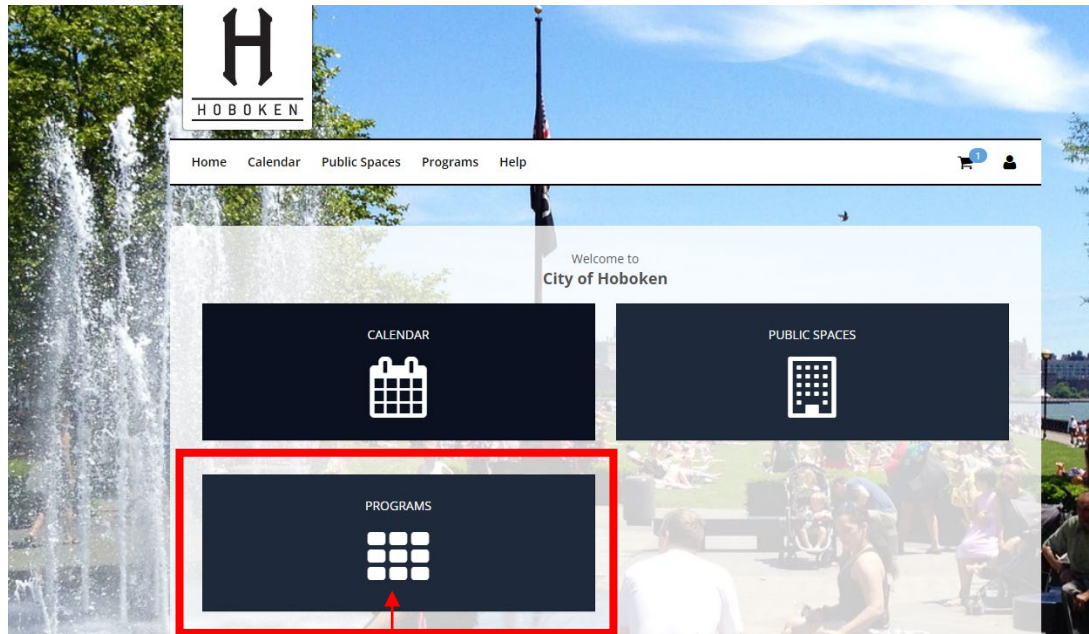 H
HOBOKEN
Home Calendar Public Spaces Programs Help
1
Welcome to
City of Hoboken
CALENDAR
PUBLIC SPACES
PROGRAMS